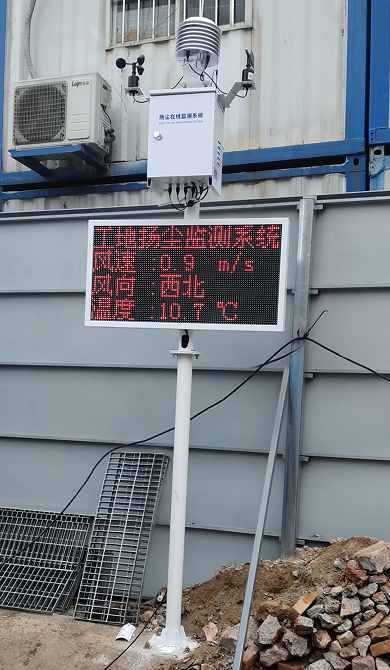 扬尘在线监测系统
工地扬尘监测系统
风速 :0.9 m/s
风向 :西北
温度 :10.7 ℃